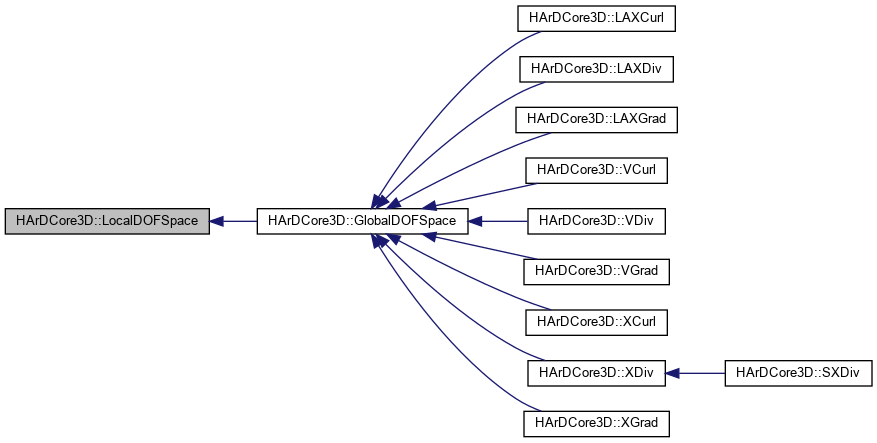 HArDCore3D::LAXCurl
HArDCore3D::LAXDiv
HArDCore3D::LAXGrad
HArDCore3D::VCurl
HArDCore3D::LocalDOFSpace
HArDCore3D::GlobalDOFSpace
HArDCore3D::VDiv
HArDCore3D::VGrad
HArDCore3D::XCurl
HArDCore3D::XDiv
HArDCore3D::SXDiv
HArDCore3D::XGrad